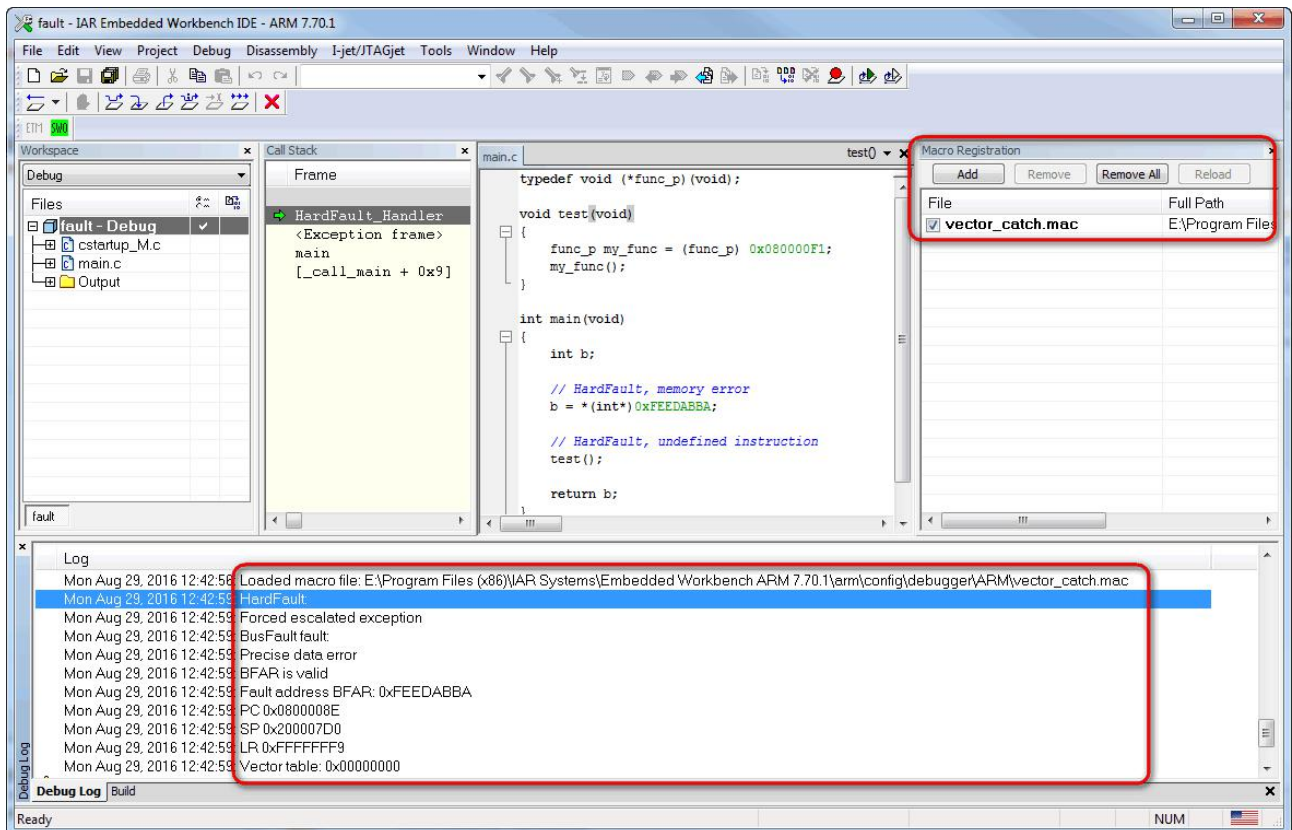 fault - IAR Embedded Workbench IDE - ARM 7.70.1
File Edit View Project Debug Disassembly I-jet/JTAGjet Tools Window Help
ETM SWO
Workspace
Debug
Files
fault - Debug
cstartup_M.c
main.c
Output
fault
Call Stack
Frame
HardFault_Handler
<Exception frame>
main
[_call_main + 0x9]
main.c
test()
typedef void (*func_p)(void);
void test(void)
{
func_p my_func = (func_p) 0x080000F1;
my_func();
}
int main(void)
{
int b;
// HardFault, memory error
b = *(int*)0xFEEDABBA;
// HardFault, undefined instruction
test();
return b;
}
Macro Registration
Add Remove Remove All Reload
File Full Path
vector_catch.mac E:\Program Files
Log
Mon Aug 29, 2016 12:42:56: Loaded macro file: E:\Program Files (x86)\IAR Systems\Embedded Workbench ARM 7.70.1\arm\config\debugger\ARM\vector_catch.mac
Mon Aug 29, 2016 12:42:59: HardFault:
Mon Aug 29, 2016 12:42:59: Forced escalated exception
Mon Aug 29, 2016 12:42:59: BusFault fault:
Mon Aug 29, 2016 12:42:59: Precise data error
Mon Aug 29, 2016 12:42:59: BFAR is valid
Mon Aug 29, 2016 12:42:59: Fault address BFAR: 0xFEEDABBA
Mon Aug 29, 2016 12:42:59: PC 0x0800008E
Mon Aug 29, 2016 12:42:59: SP 0x200007D0
Mon Aug 29, 2016 12:42:59: LR 0xFFFFFFF9
Mon Aug 29, 2016 12:42:59: Vector table: 0x00000000
Debug Log
Debug Log Build
Ready
NUM